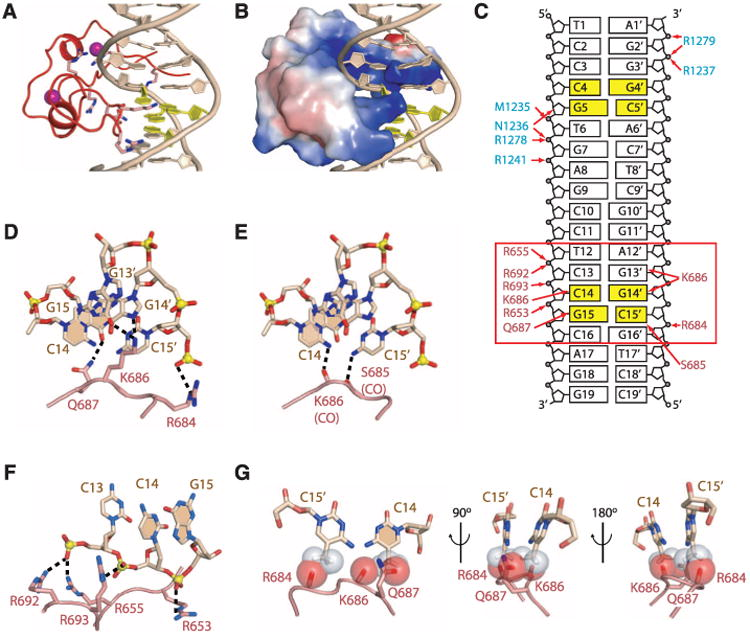 A
B
C
5′ 3′
T1 A1′
C2 G2′
R1279
C3 G3′
R1237
C4 G4′
M1235
G5 C5′
N1236
T6 A6′
R1278
G7 C7′
R1241
A8 T8′
G9 C9′
C10 G10′
C11 G11′
R655
T12 A12′
R692
C13 G13′
R693
K686
K686
C14 G14′
R653
G15 C15′
Q687
R684
C16 G16′
S685
A17 T17′
G18 C18′
G19 C19′
3′ 5′
D
G13′
G15
G14′
C14
C15′
K686
Q687
R684
E
C14
C15′
S685
(CO)
K686
(CO)
F
C13
C14
G15
R692
R693
R655
R653
G
C15′
C14
R684
K686
Q687
90º
C15′
C14
R684
Q687
K686
180º
C14
C15′
K686
Q687
R684